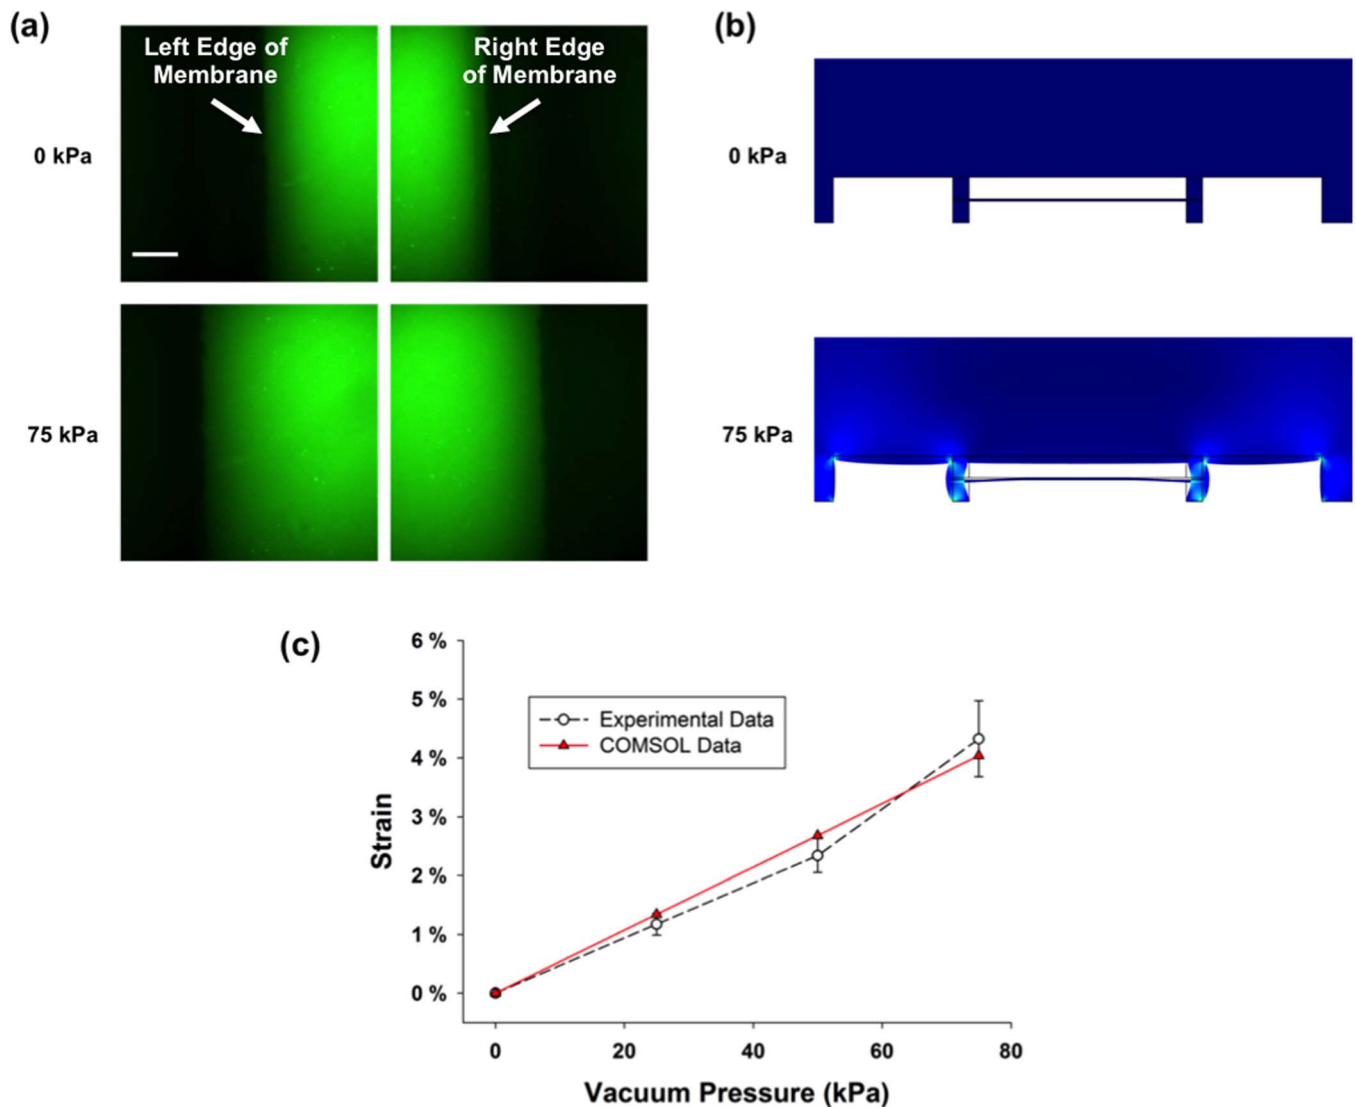 (a)
(b)
Left Edge of
Membrane
Right Edge
of Membrane
0 kPa
0 kPa
75 kPa
75 kPa
(c)
6 %
5 %
4 %
3 %
2 %
1 %
0 %
Strain
Experimental Data
COMSOL Data
0
20
40
60
80
Vacuum Pressure (kPa)